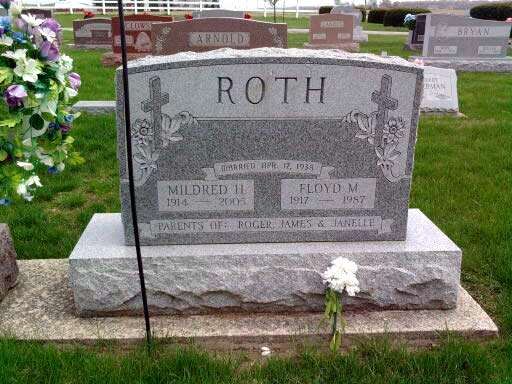 ARNOLD
BRYAN
ROTH
MARRIED APR. 17, 1938
MILDRED H.
1914 — 2005
FLOYD M.
1917 — 1987
PARENTS OF: ROGER, JAMES & JANELLE